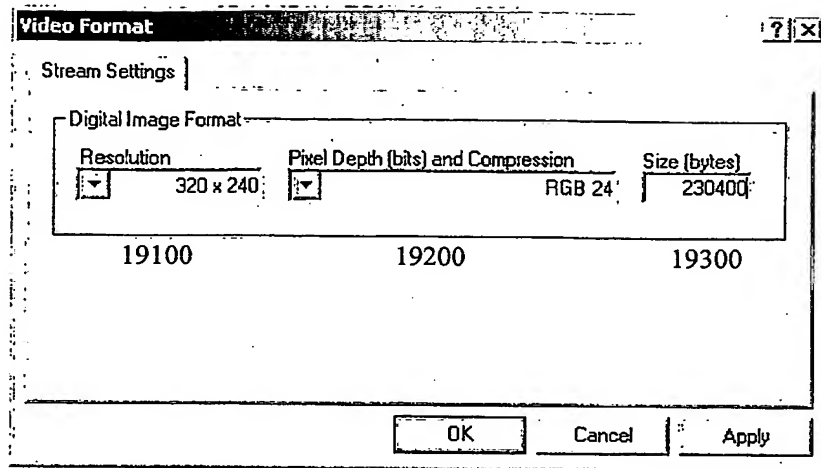 Video Format ? ×
Stream Settings
Digital Image Format
Resolution Pixel Depth (bits) and Compression Size (bytes)
320 x 240 RGB 24 230400
19100 19200 19300
OK Cancel Apply